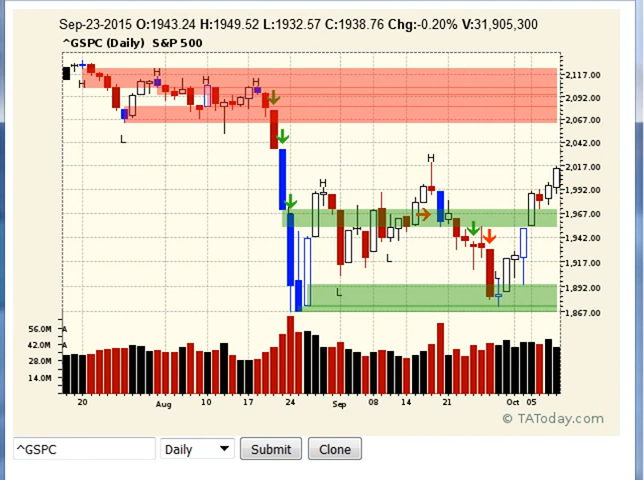 Sep-23-2015 O:1943.24 H:1949.52 L:1932.57 C:1938.76 Chg:-0.20% V:31,905,300
^GSPC (Daily) S&P 500
2,117.00
2,092.00
2,067.00
2,042.00
2,017.00
1,992.00
1,967.00
1,942.00
1,917.00
1,892.00
1,867.00
H H H H
L
H H
L L L
56.0M A
42.0M A
28.0M
14.0M
20 Aug 10 17 24 Sep 08 14 21 Oct 05
© TAToday.com
^GSPC Daily Submit Clone